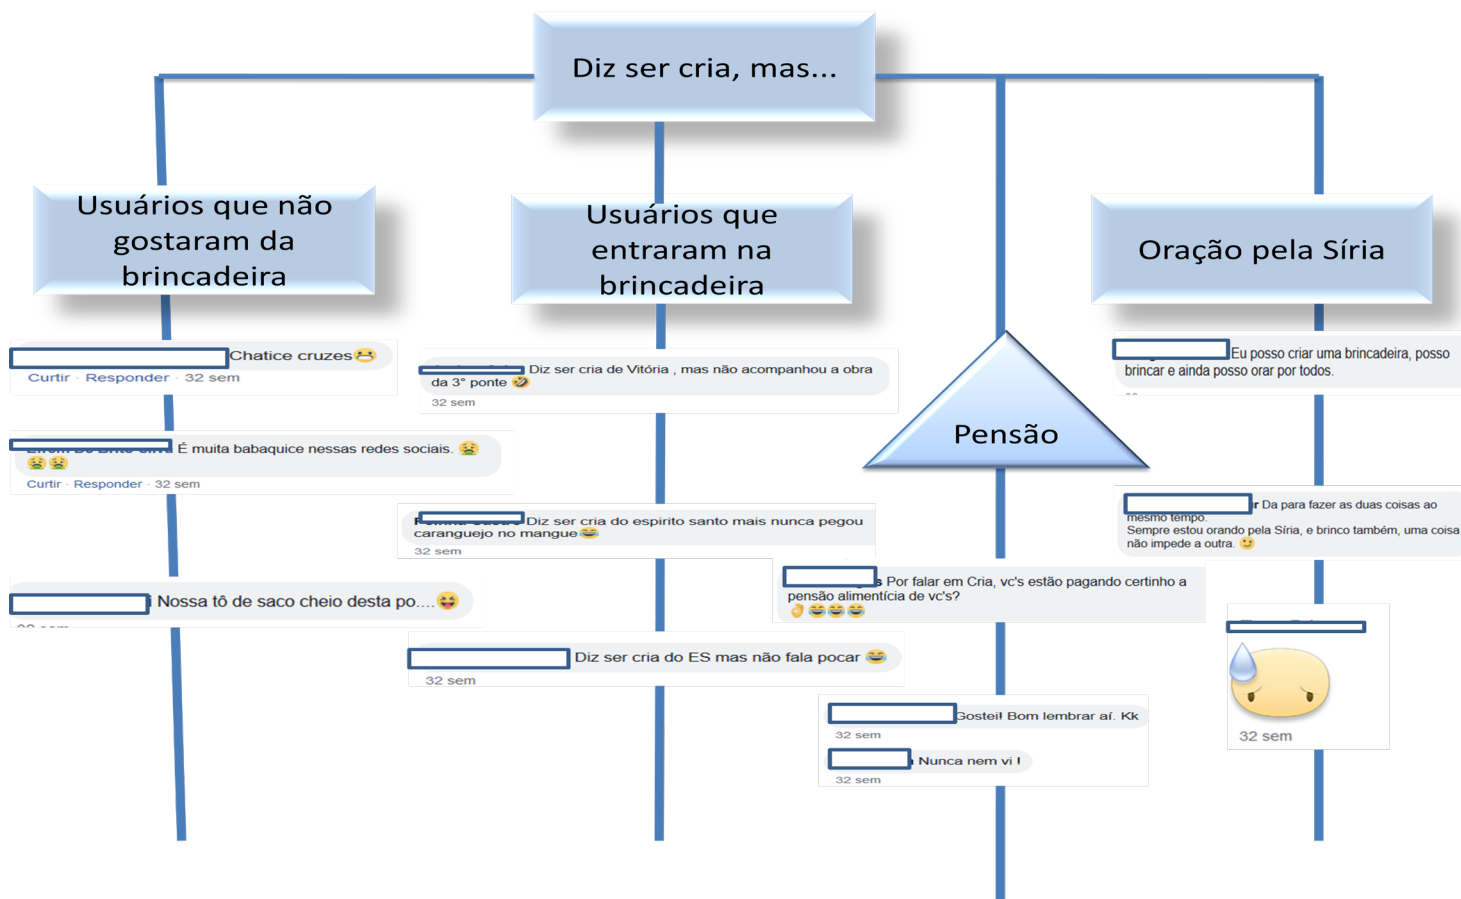 Diz ser cria, mas...
Usuários que não
gostaram da
brincadeira
Chatice cruzes😬
Curtir · Responder · 32 sem
É muita babaquice nessas redes sociais. 🤮
🤮🤮
Curtir · Responder · 32 sem
i Nossa tô de saco cheio desta po....😝
Usuários que
entraram na
brincadeira
Diz ser cria de Vitória , mas não acompanhou a obra
da 3° ponte 🤣
32 sem
Diz ser cria do espirito santo mais nunca pegou
caranguejo no mangue😂
32 sem
Diz ser cria do ES mas não fala pocar 😂
32 sem
Pensão
s Por falar em Cria, vc's estão pagando certinho a
pensão alimentícia de vc's?
👌😂😂😂
Gostei! Bom lembrar aí. Kk
32 sem
Nunca nem vi !
32 sem
Oração pela Síria
Eu posso criar uma brincadeira, posso
brincar e ainda posso orar por todos.
r Da para fazer as duas coisas ao
mesmo tempo.
Sempre estou orando pela Síria, e brinco também, uma coisa
não impede a outra. 😉
32 sem